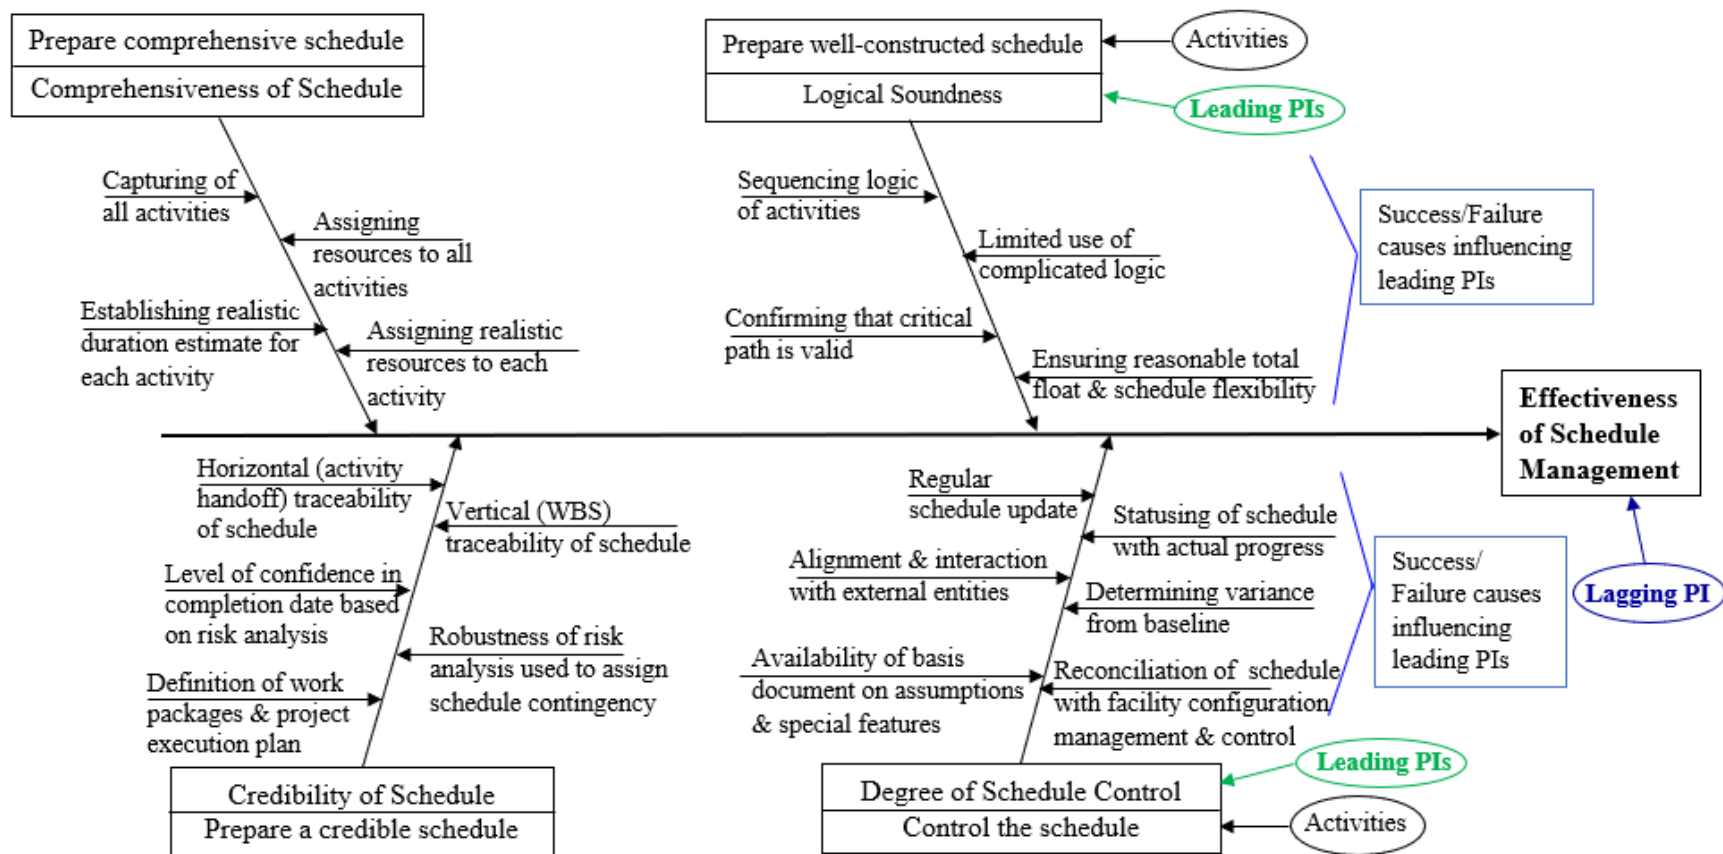 Prepare comprehensive schedule
Comprehensiveness of Schedule
Prepare well-constructed schedule
Logical Soundness
Activities
Leading PIs
Capturing of
all activities
Assigning
resources to all
activities
Establishing realistic
duration estimate for
each activity
Assigning realistic
resources to each
activity
Sequencing logic
of activities
Limited use of
complicated logic
Confirming that critical
path is valid
Ensuring reasonable total
float & schedule flexibility
Success/Failure
causes influencing
leading PIs
Effectiveness
of Schedule
Management
Lagging PI
Horizontal (activity
handoff) traceability
of schedule
Vertical (WBS)
traceability of schedule
Level of confidence in
completion date based
on risk analysis
Robustness of risk
analysis used to assign
schedule contingency
Definition of work
packages & project
execution plan
Regular
schedule update
Statusing of schedule
with actual progress
Alignment & interaction
with external entities
Determining variance
from baseline
Availability of basis
document on assumptions
& special features
Reconciliation of schedule
with facility configuration
management & control
Success/
Failure causes
influencing
leading PIs
Credibility of Schedule
Prepare a credible schedule
Degree of Schedule Control
Control the schedule
Leading PIs
Activities